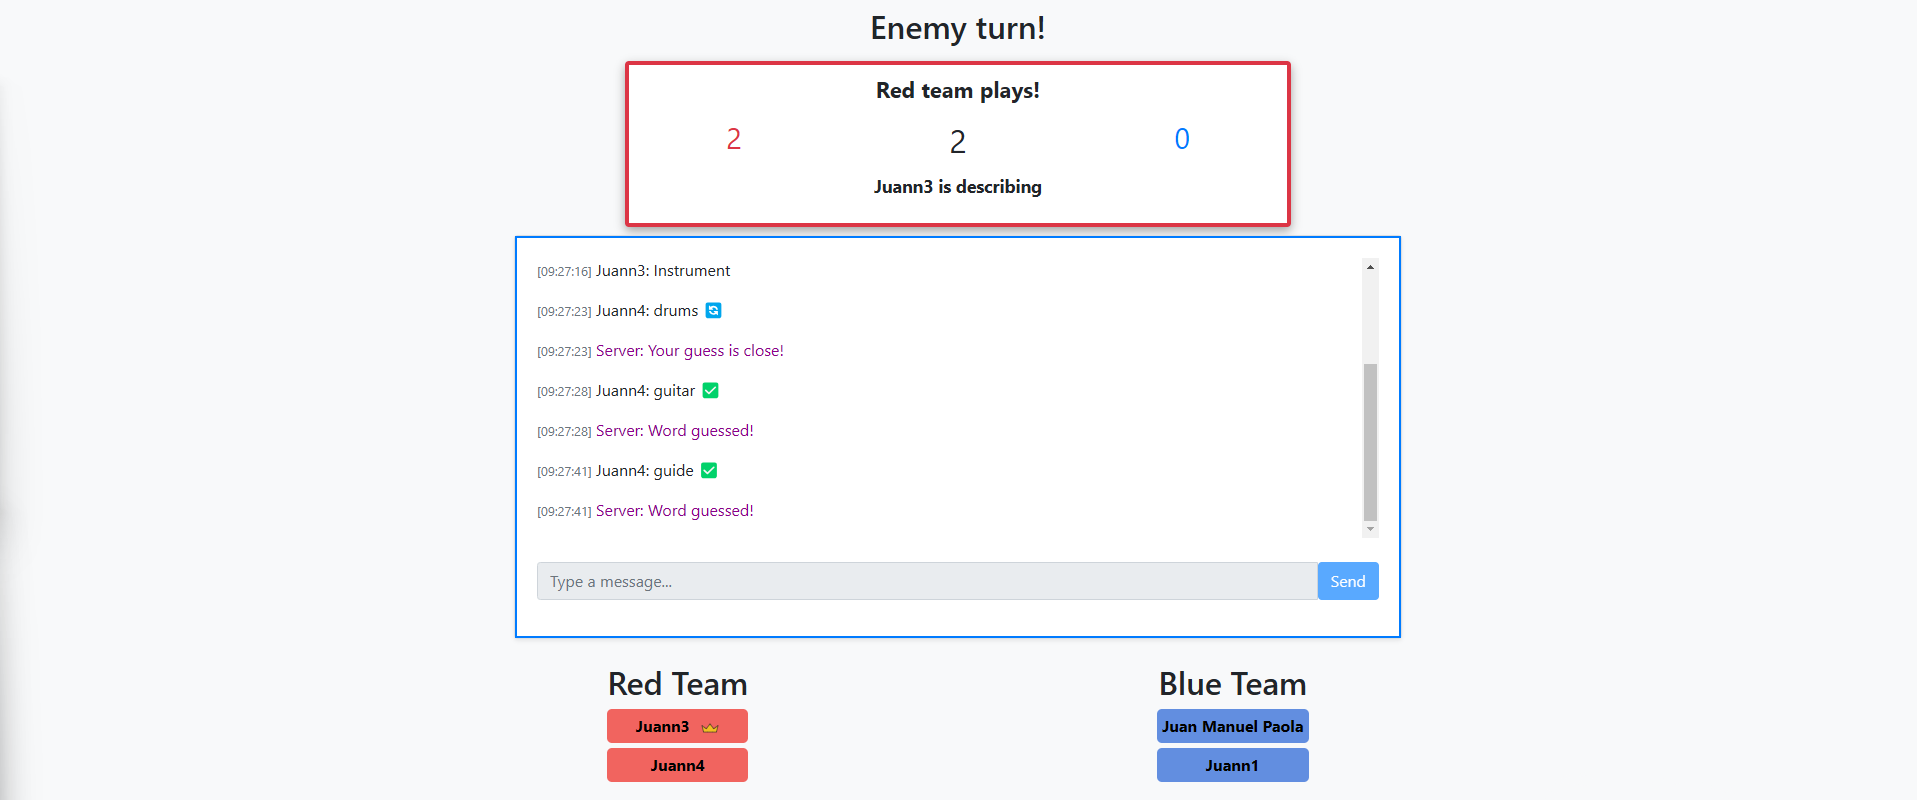 Enemy turn!
Red team plays!
2 2 0
Juann3 is describing
[09:27:16] Juann3: Instrument
[09:27:23] Juann4: drums
[09:27:23] Server: Your guess is close!
[09:27:28] Juann4: guitar
[09:27:28] Server: Word guessed!
[09:27:41] Juann4: guide
[09:27:41] Server: Word guessed!
Type a message... Send
Red Team
Juann3
Juann4
Blue Team
Juan Manuel Paola
Juann1